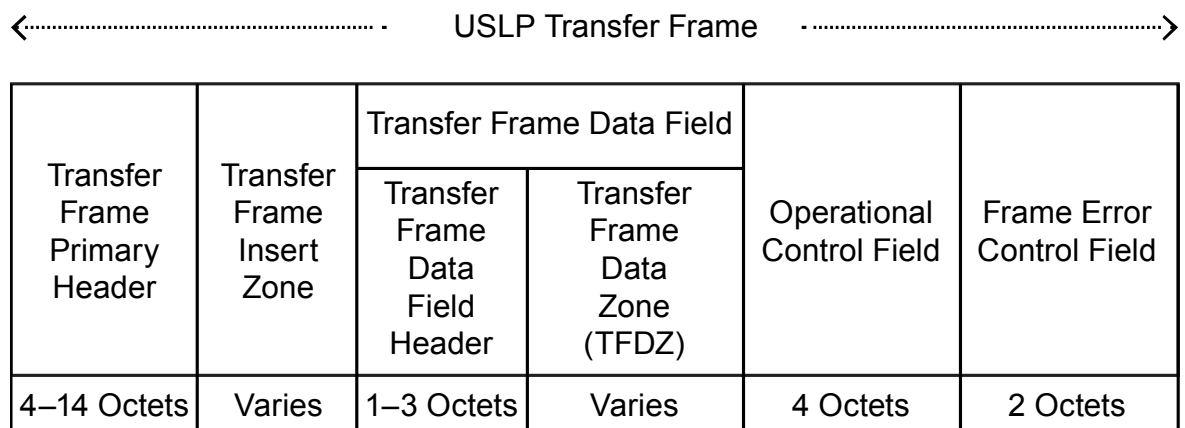 USLP Transfer Frame
Transfer
Frame
Primary
Header
Transfer
Frame
Insert
Zone
Transfer Frame Data Field
Transfer
Frame
Data
Field
Header
Transfer
Frame
Data
Zone
(TFDZ)
Operational
Control Field
Frame Error
Control Field
4–14 Octets
Varies
1–3 Octets
Varies
4 Octets
2 Octets